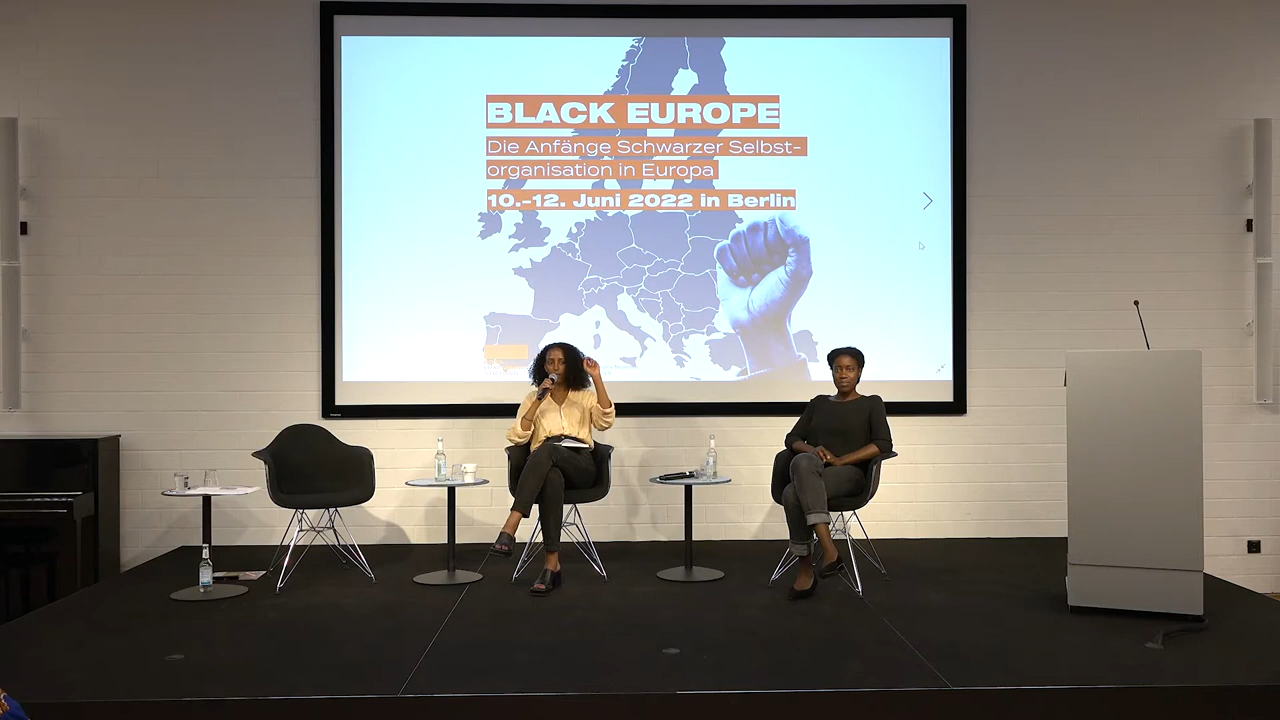 BLACK EUROPE
Die Anfänge Schwarzer Selbst-
organisation in Europa
10.-12. Juni 2022 in Berlin